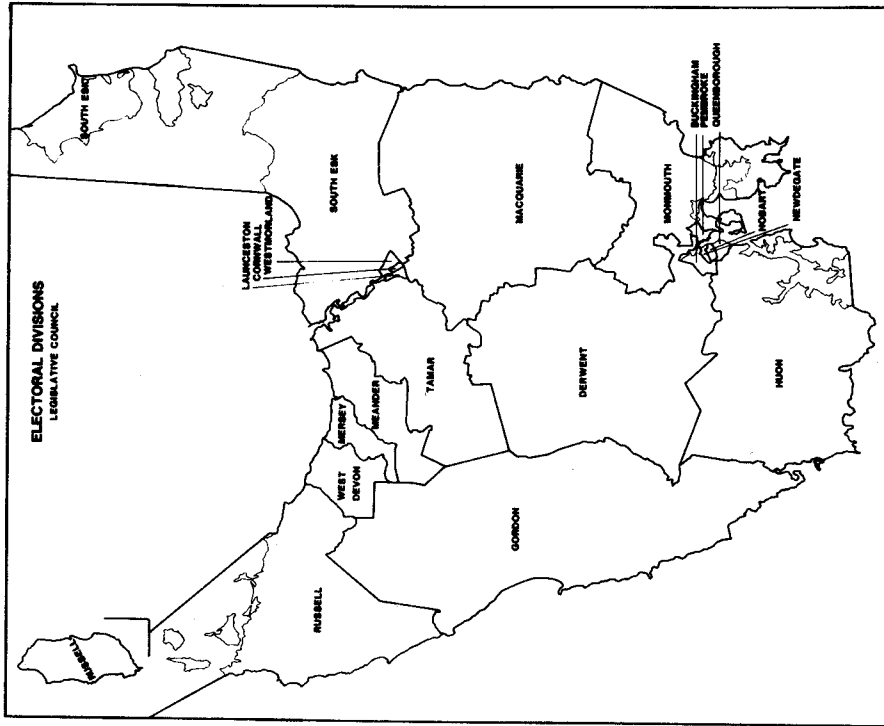 ELECTORAL DIVISIONS
LEGISLATIVE COUNCIL
RUSSELL
SOUTH ESK
LAUNCESTON
CORNWALL
WESTMORLAND
RUSSELL
WEST
DEVON
MERSEY
MEANDER
TAMAR
SOUTH ESK
GORDON
DERWENT
MACQUARIE
MONMOUTH
BUCKINGHAM
PEMBROKE
QUEENBOROUGH
HUON
HOBART
NEWDEGATE